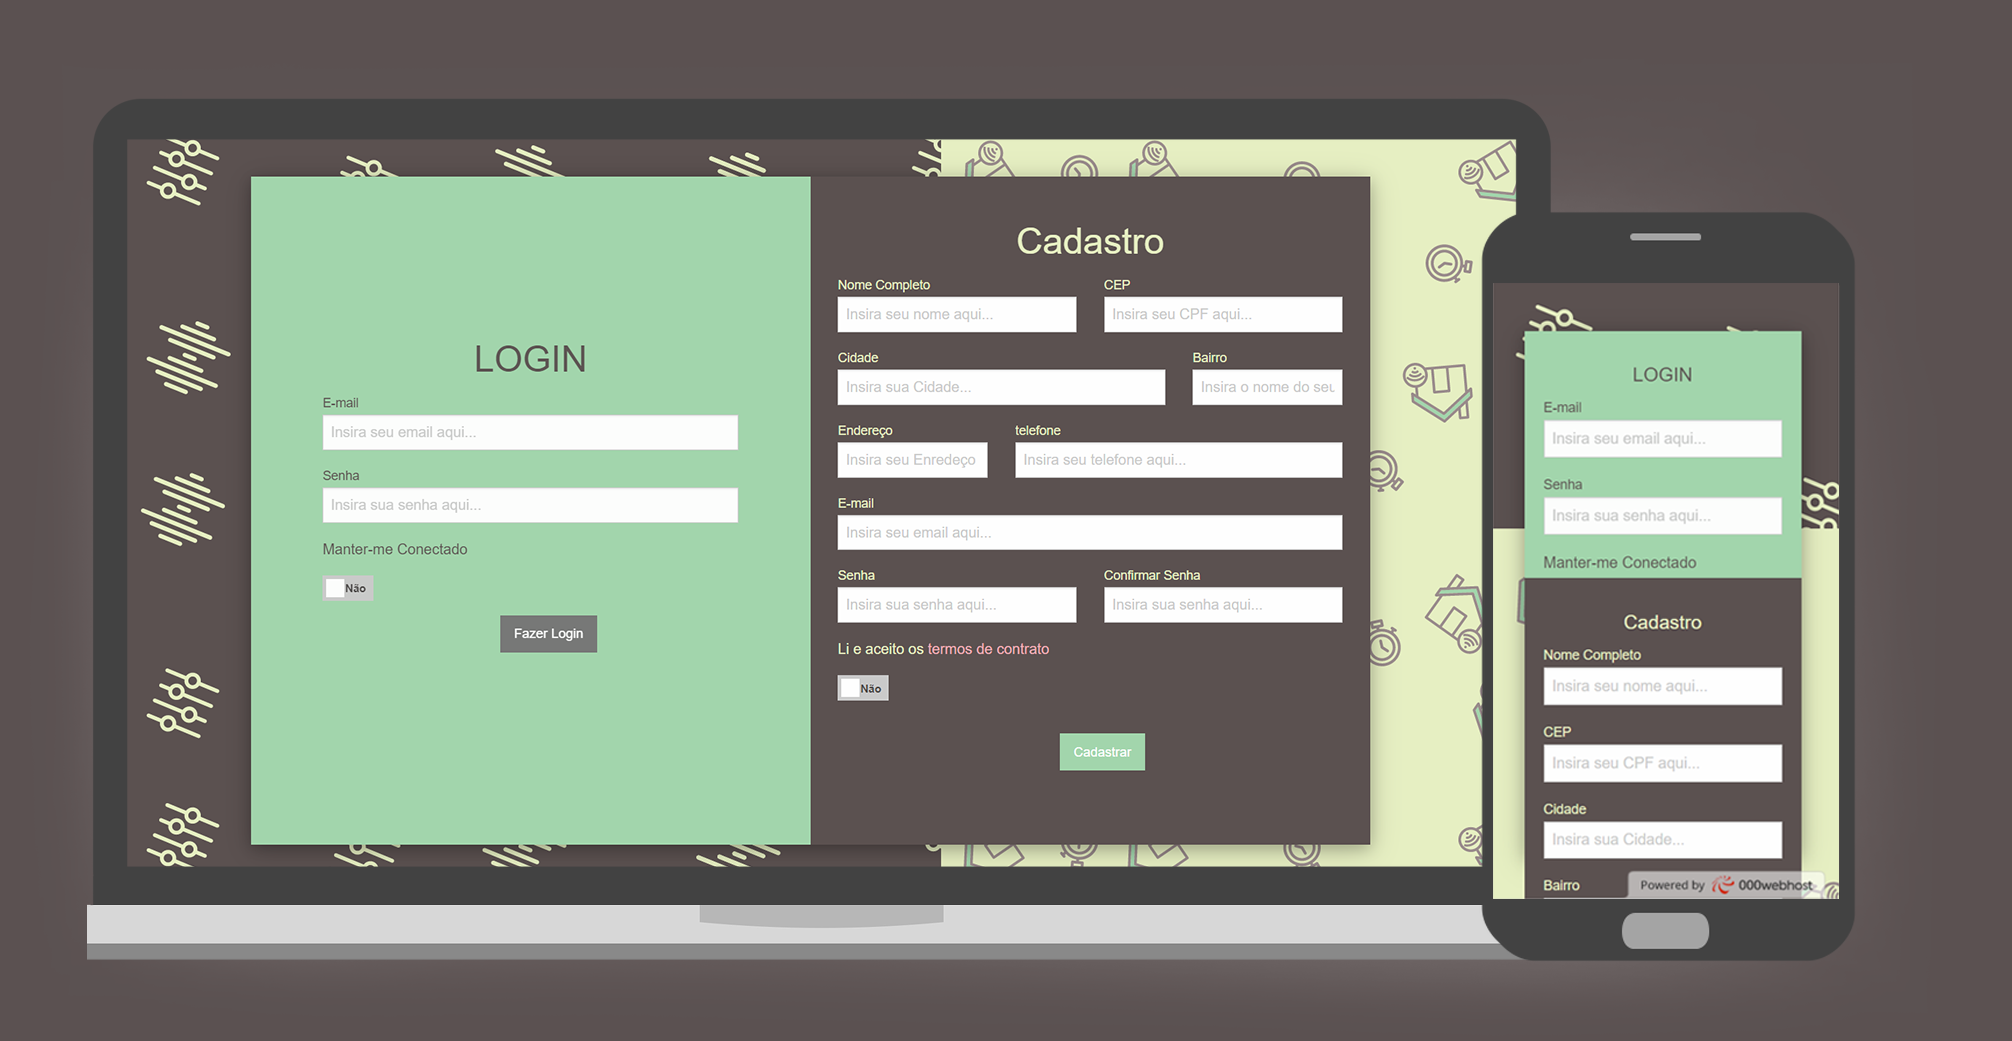 LOGIN
E-mail
Insira seu email aqui...
Senha
Insira sua senha aqui...
Manter-me Conectado
Não
Fazer Login
Cadastro
Nome Completo
CEP
Insira seu nome aqui...
Insira seu CPF aqui...
Cidade
Bairro
Insira sua Cidade...
Insira o nome do seu
Endereço
telefone
Insira seu Enredeço
Insira seu telefone aqui...
E-mail
Insira seu email aqui...
Senha
Confirmar Senha
Insira sua senha aqui...
Insira sua senha aqui...
Li e aceito os termos de contrato
Não
Cadastrar
LOGIN
E-mail
Insira seu email aqui...
Senha
Insira sua senha aqui...
Manter-me Conectado
Cadastro
Nome Completo
Insira seu nome aqui...
CEP
Insira seu CPF aqui...
Cidade
Insira sua Cidade...
Bairro
Powered by 000webhost